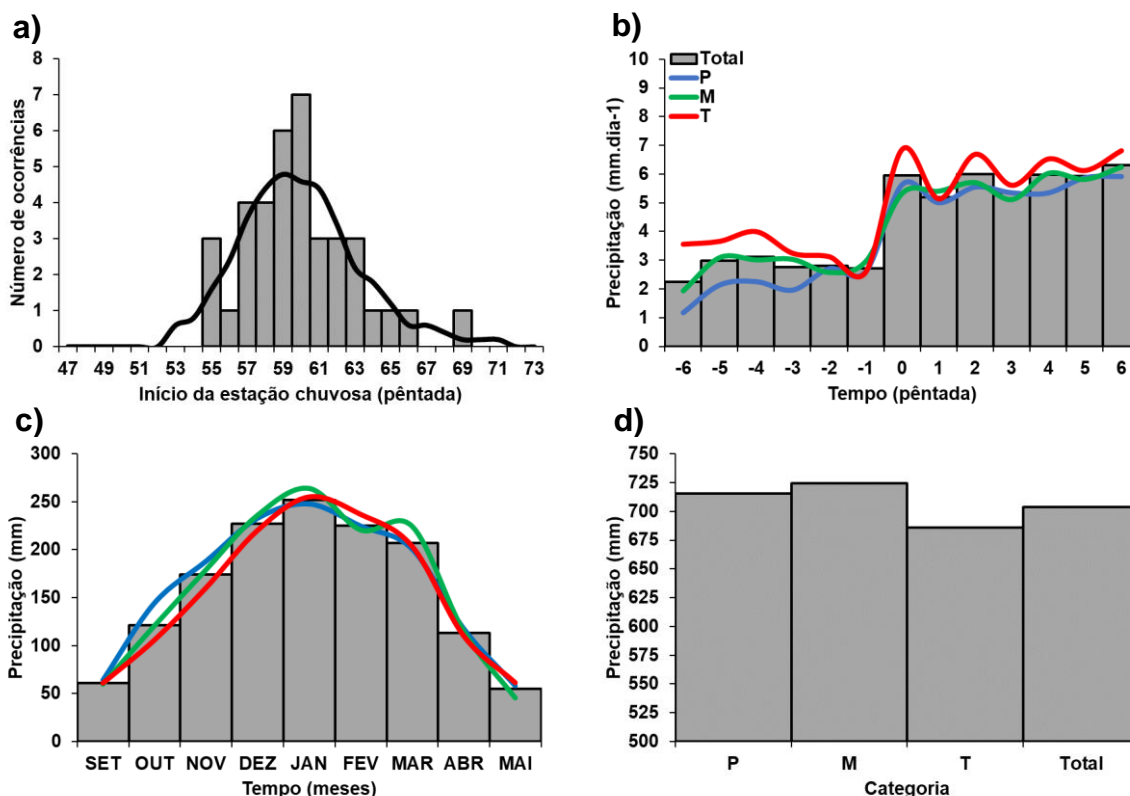 a)
8
7
6
5
4
3
2
1
0
Número de ocorrências
47 49 51 53 55 57 59 61 63 65 67 69 71 73
Início da estação chuvosa (pêntada)
b)
10
9
8
7
6
5
4
3
2
1
0
Precipitação (mm.dia-1)
Total
P
M
T
-6 -5 -4 -3 -2 -1 0 1 2 3 4 5 6
Tempo (pêntada)
c)
300
250
200
150
100
50
0
Precipitação (mm)
SET OUT NOV DEZ JAN FEV MAR ABR MAI
Tempo (meses)
d)
750
725
700
675
650
625
600
575
550
525
500
Precipitação (mm)
P M T Total
Categoria